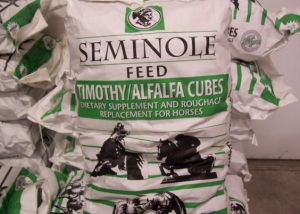 SEMINOLE
FEED
TIMOTHY/ALFALFA CUBES
DIETARY SUPPLEMENT AND ROUGHAGE
REPLACEMENT FOR HORSES